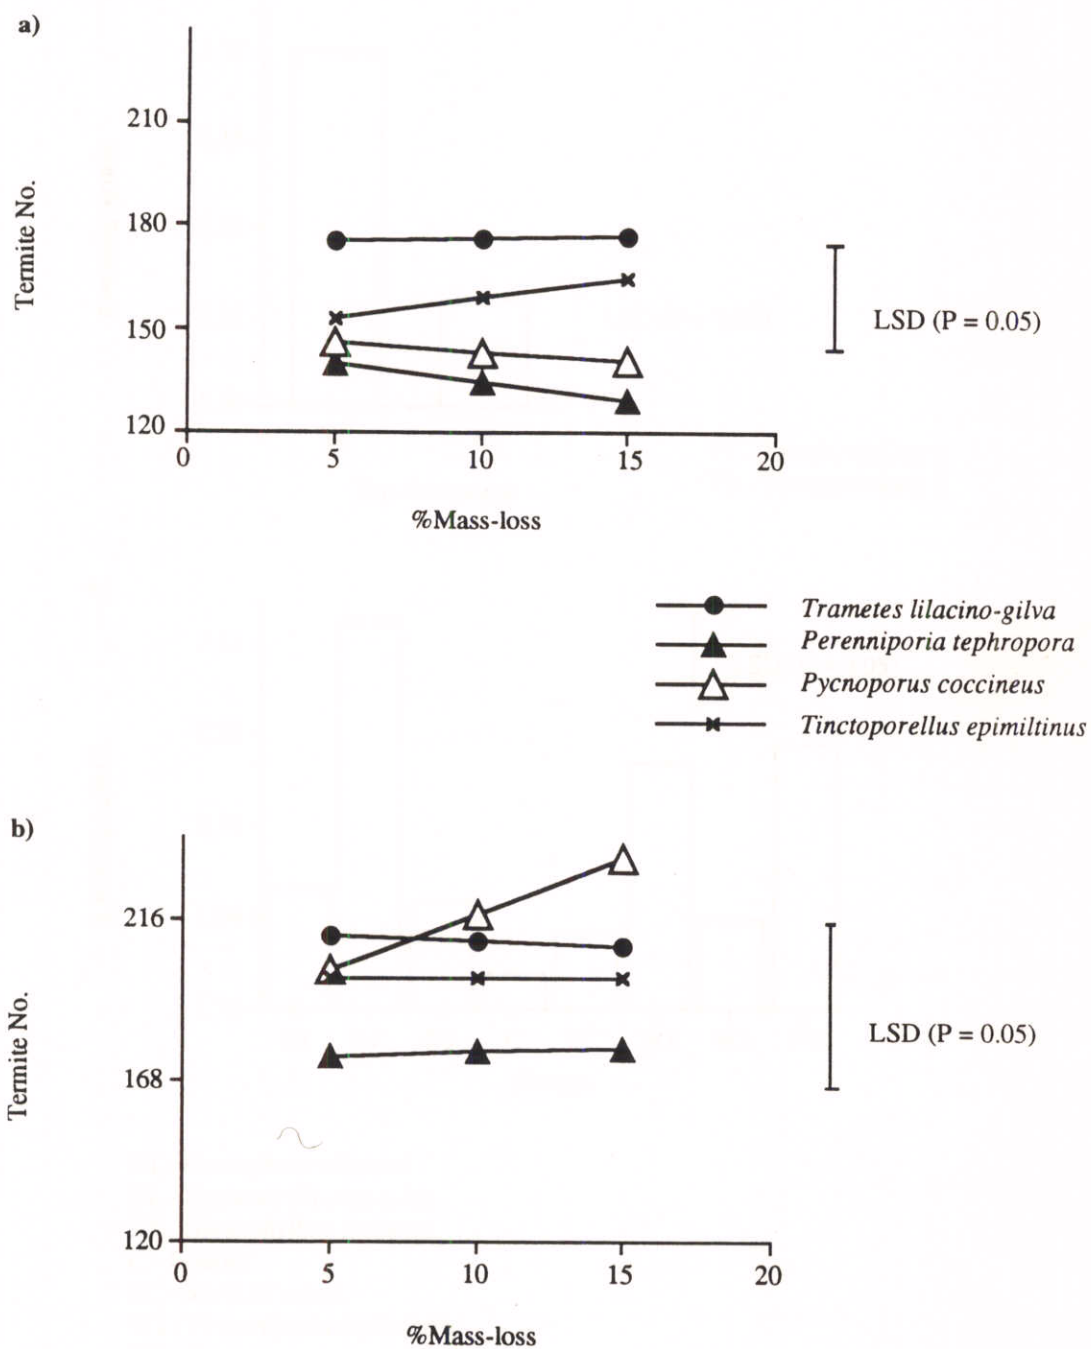 a)
210
180
150
120
Termite No.
0 5 10 15 20
%Mass-loss
LSD (P = 0.05)
Trametes lilacino-gilva
Perenniporia tephropora
Pycnoporus coccineus
Tinctoporellus epimiltinus
b)
216
168
120
Termite No.
0 5 10 15 20
%Mass-loss
LSD (P = 0.05)